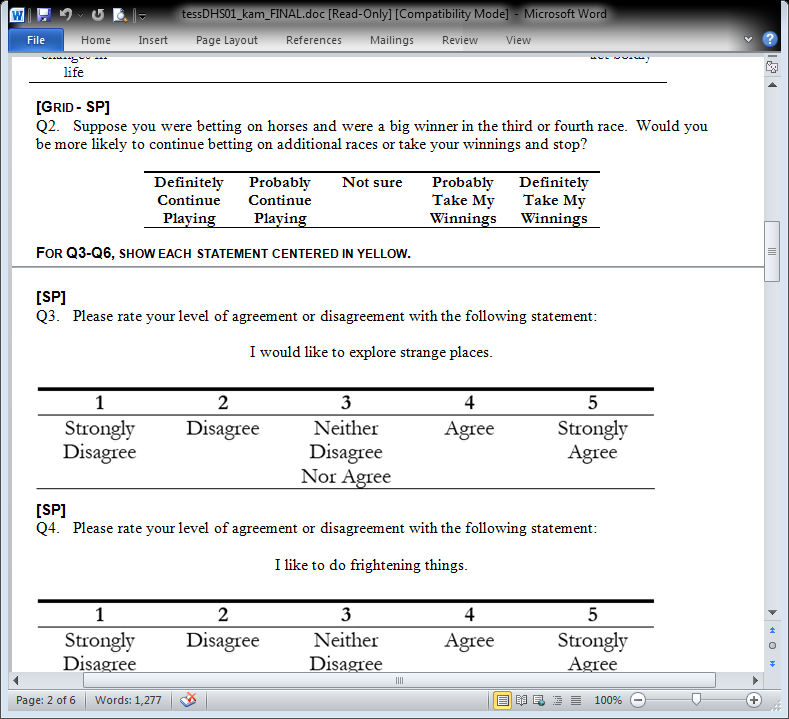 tessDHS01_kam_FINAL.doc [Read-Only] [Compatibility Mode] - Microsoft Word
File Home Insert Page Layout References Mailings Review View
life
[GRID - SP]
Q2. Suppose you were betting on horses and were a big winner in the third or fourth race. Would you
be more likely to continue betting on additional races or take your winnings and stop?
Definitely Probably Not sure Probably Definitely
Continue Continue Take My Take My
Playing Playing Winnings Winnings
FOR Q3-Q6, SHOW EACH STATEMENT CENTERED IN YELLOW.
[SP]
Q3. Please rate your level of agreement or disagreement with the following statement:
I would like to explore strange places.
1 2 3 4 5
Strongly Disagree Neither Agree Strongly
Disagree Disagree Agree
Nor Agree
[SP]
Q4. Please rate your level of agreement or disagreement with the following statement:
I like to do frightening things.
1 2 3 4 5
Strongly Disagree Neither Agree Strongly
Disagree Disagree Agree
Page: 2 of 6 Words: 1,277 100%